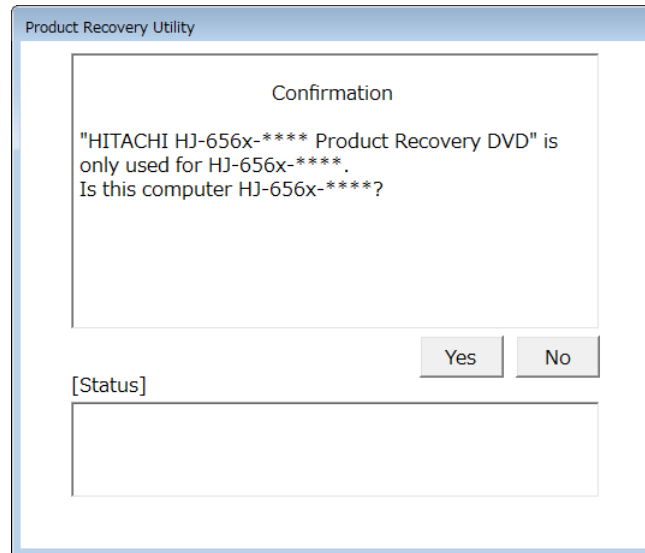 Product Recovery Utility
Confirmation
"HITACHI HJ-656x-**** Product Recovery DVD" is
only used for HJ-656x-****.
Is this computer HJ-656x-****?
Yes No
[Status]